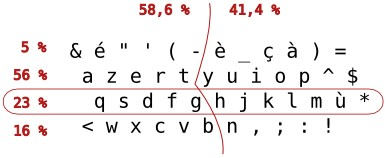 58,6 % 41,4 %
5 % & é " ' ( - è _ ç à ) =
56 % a z e r t y u i o p ^ $
23 % q s d f g h j k l m ù *
16 % < w x c v b n , ; : !